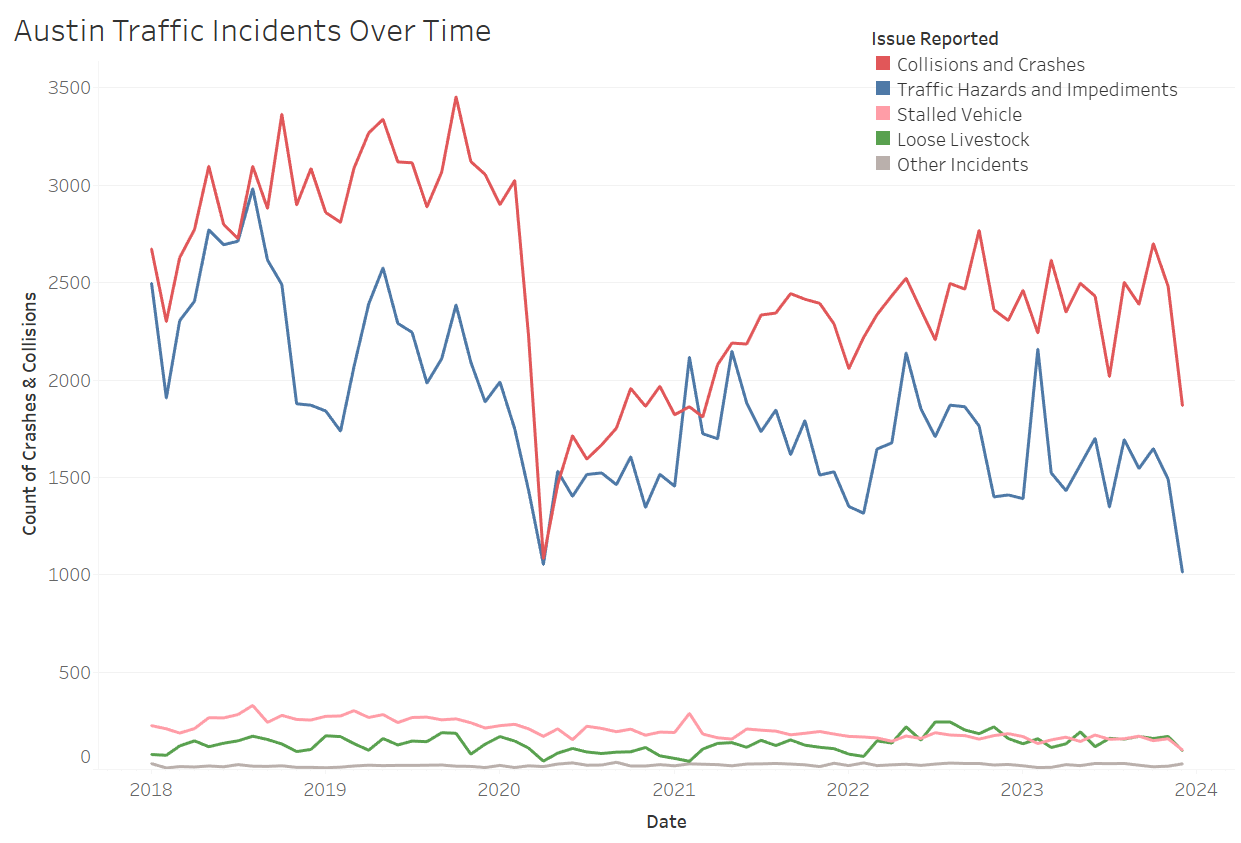 Austin Traffic Incidents Over Time
Issue Reported
Collisions and Crashes
Traffic Hazards and Impediments
Stalled Vehicle
Loose Livestock
Other Incidents
Count of Crashes & Collisions
3500
3000
2500
2000
1500
1000
500
0
2018 2019 2020 2021 2022 2023 2024
Date